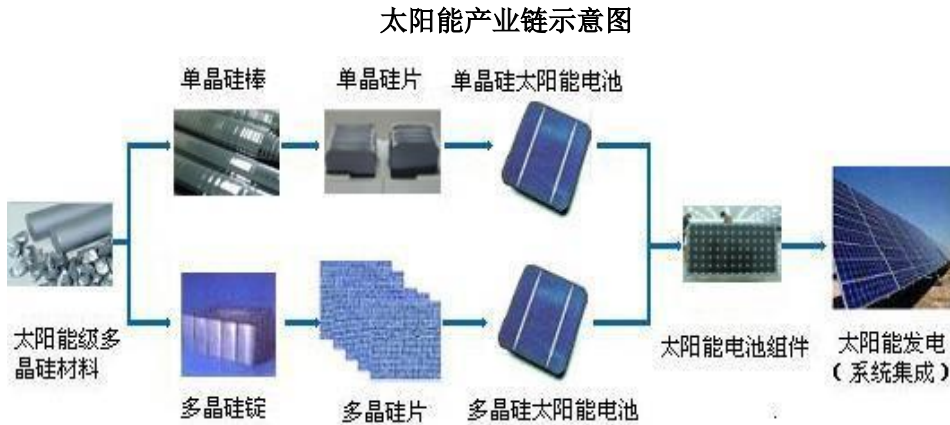 太阳能产业链示意图
单晶硅棒
单晶硅片
单晶硅太阳能电池
太阳能级多
晶硅材料
多晶硅锭
多晶硅片
多晶硅太阳能电池
太阳能电池组件
太阳能发电
（系统集成）